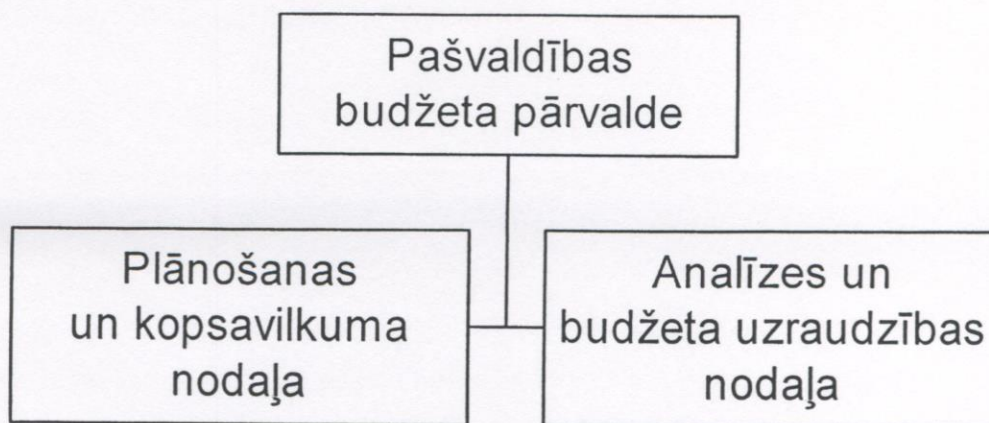 Pašvaldības
budžeta pārvalde
Plānošanas
un kopsavilkuma
nodaļa
Analīzes un
budžeta uzraudzības
nodaļa